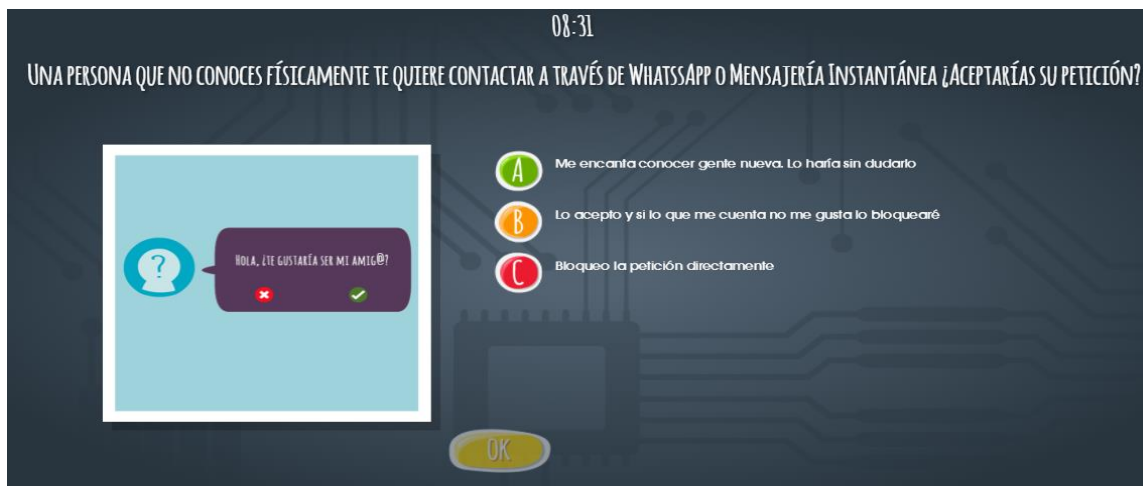 08:31
Una persona que no conoces físicamente te quiere contactar a través de WhatssApp o Mensajería Instantánea ¿Aceptarías su petición?
Hola, ¿te gustaría ser mi amig@?
?
A Me encanta conocer gente nueva. Lo haría sin dudarlo
B Lo acepto y si lo que me cuenta no me gusta lo bloquearé
C Bloqueo la petición directamente
OK